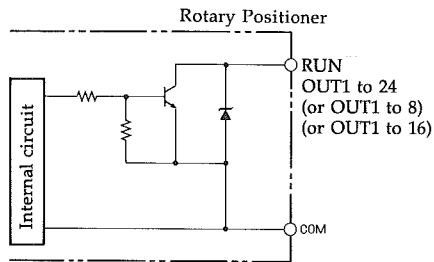 Rotary Positioner
RUN
OUT1 to 24
(or OUT1 to 8)
(or OUT1 to 16)
Internal circuit
COM